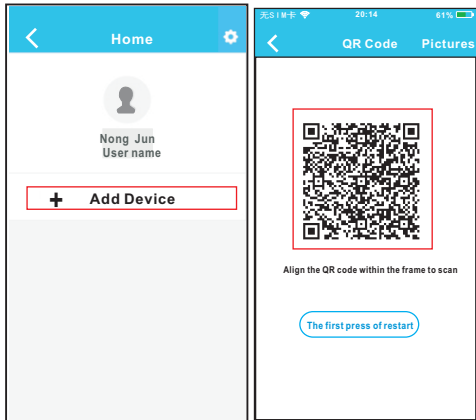 Home
Nong Jun
User name
+ Add Device
无SIM卡 20:14 61%
QR Code Pictures
Align the QR code within the frame to scan
The first press of restart